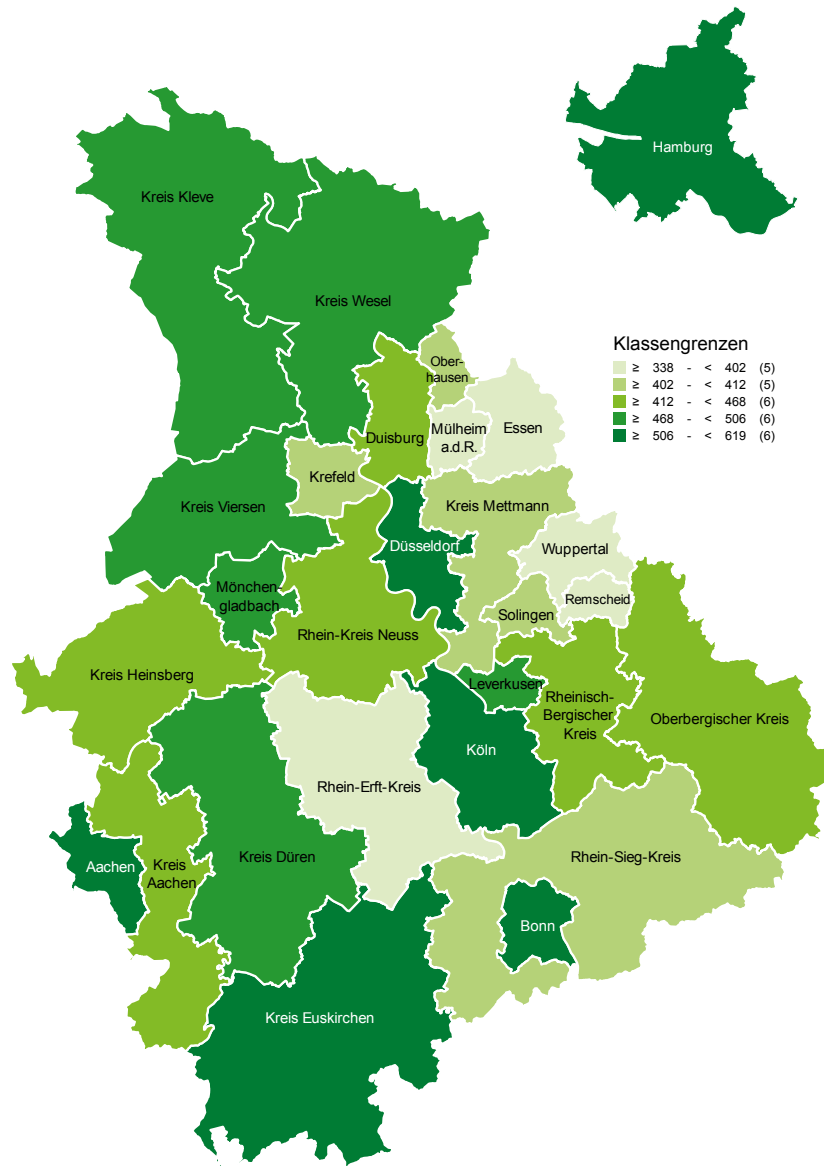 Hamburg
Kreis Kleve
Kreis Wesel
Klassengrenzen
≥ 338 - < 402 (5)
≥ 402 - < 412 (5)
≥ 412 - < 468 (6)
≥ 468 - < 506 (6)
≥ 506 - < 619 (6)
Ober-
hausen
Duisburg
Mülheim
a.d.R.
Essen
Krefeld
Kreis Viersen
Kreis Mettmann
Düsseldorf
Wuppertal
Mönchen-
gladbach
Remscheid
Solingen
Rhein-Kreis Neuss
Kreis Heinsberg
Leverkusen
Rheinisch-
Bergischer
Kreis
Oberbergischer Kreis
Köln
Rhein-Erft-Kreis
Kreis Düren
Rhein-Sieg-Kreis
Aachen
Kreis
Aachen
Bonn
Kreis Euskirchen